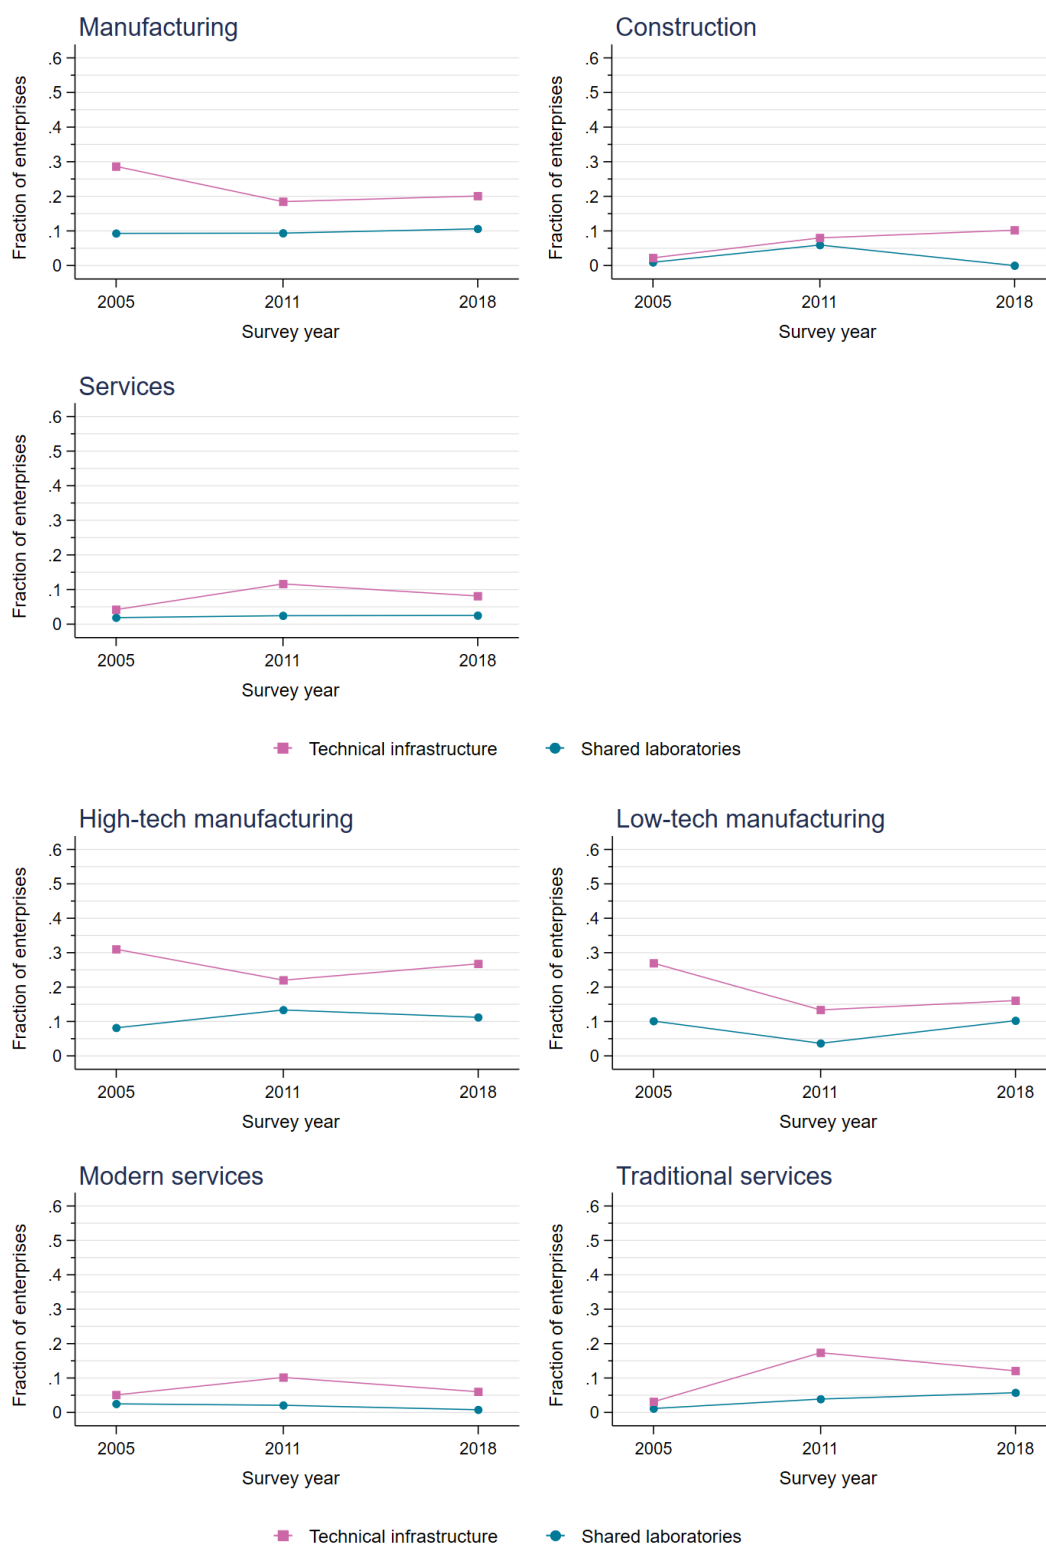 Manufacturing
Fraction of enterprises
.6
.5
.4
.3
.2
.1
0
2005 2011 2018
Survey year
Construction
Fraction of enterprises
.6
.5
.4
.3
.2
.1
0
2005 2011 2018
Survey year
Services
Fraction of enterprises
.6
.5
.4
.3
.2
.1
0
2005 2011 2018
Survey year
Technical infrastructure Shared laboratories
High-tech manufacturing
Fraction of enterprises
.6
.5
.4
.3
.2
.1
0
2005 2011 2018
Survey year
Low-tech manufacturing
Fraction of enterprises
.6
.5
.4
.3
.2
.1
0
2005 2011 2018
Survey year
Modern services
Fraction of enterprises
.6
.5
.4
.3
.2
.1
0
2005 2011 2018
Survey year
Traditional services
Fraction of enterprises
.6
.5
.4
.3
.2
.1
0
2005 2011 2018
Survey year
Technical infrastructure Shared laboratories